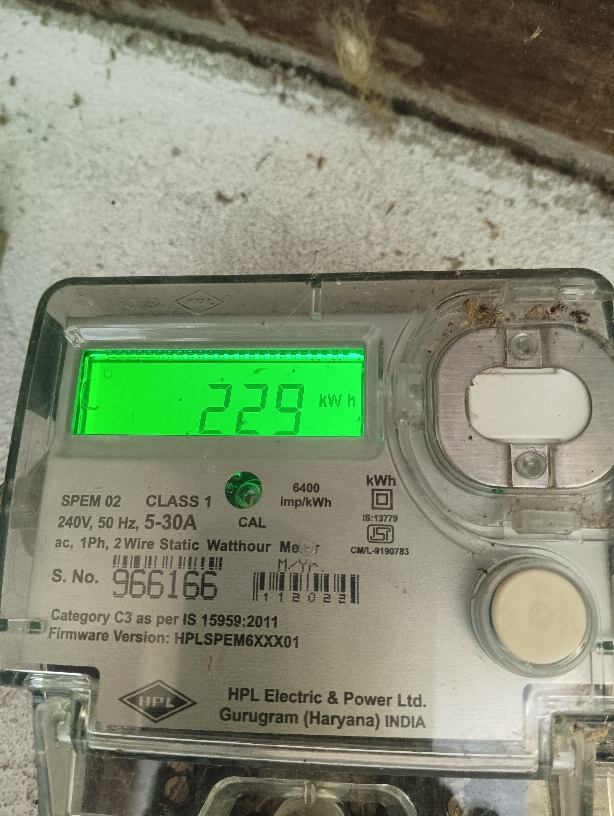 229 kWh
SPEM 02 CLASS 1
240V, 50 Hz, 5-30A
CAL
6400
imp/kWh
kWh
IS:13779
ISI
CM/L-9190783
ac, 1Ph, 2 Wire Static Watthour
M/Yr.
S. No. 966166
112022
Category C3 as per IS 15959:2011
Firmware Version: HPLSPEM6XXX01
HPL
HPL Electric & Power Ltd.
Gurugram (Haryana) INDIA